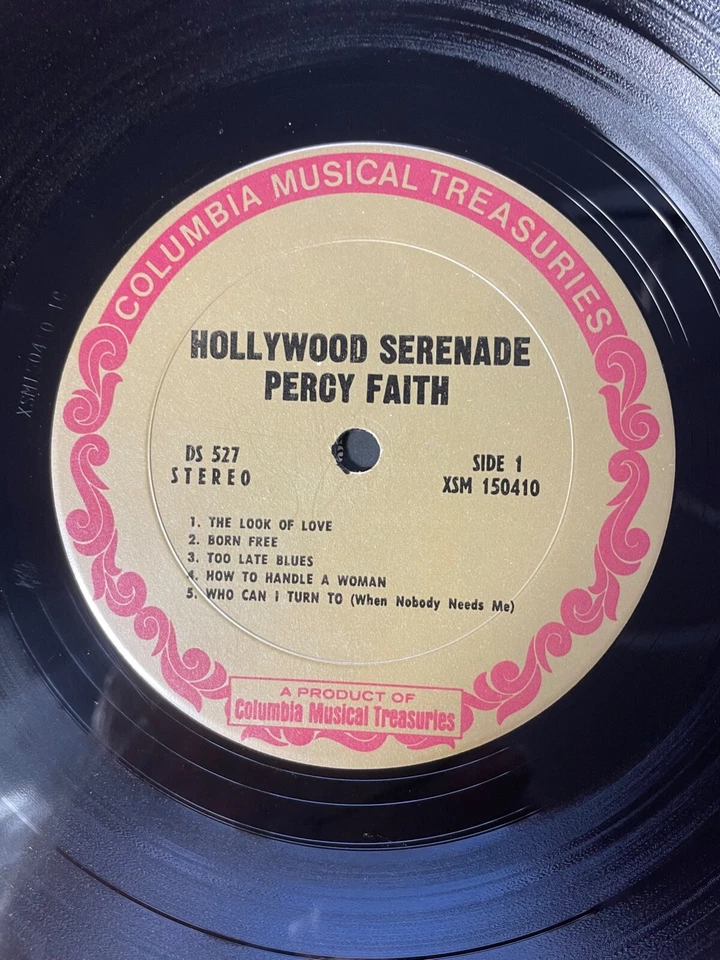 COLUMBIA MUSICAL TREASURIES
HOLLYWOOD SERENADE
PERCY FAITH
DS 527
STEREO
SIDE 1
XSM 150410
1. THE LOOK OF LOVE
2. BORN FREE
3. TOO LATE BLUES
4. HOW TO HANDLE A WOMAN
5. WHO CAN I TURN TO (When Nobody Needs Me)
A PRODUCT OF
Columbia Musical Treasuries